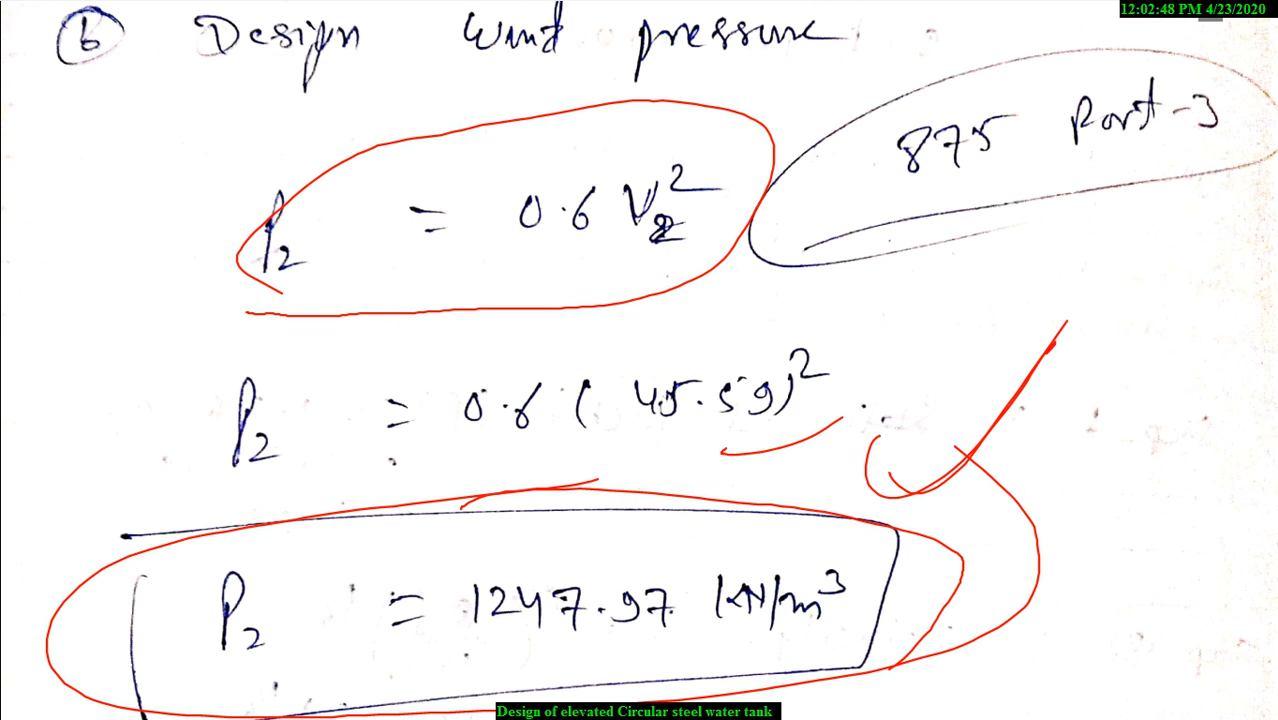 12:02:48 PM 4/23/2020
(b) Design wind pressure
875 Part-3
P2 = 0.6 Vz²
P2 = 0.6 (45.59)²
P2 = 1247.97 kN/m³
Design of elevated Circular steel water tank